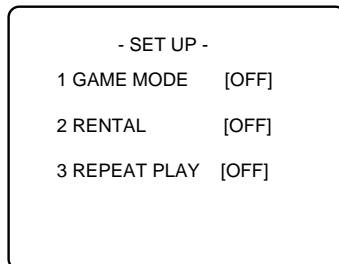 - SET UP -
1 GAME MODE [OFF]
2 RENTAL [OFF]
3 REPEAT PLAY [OFF]